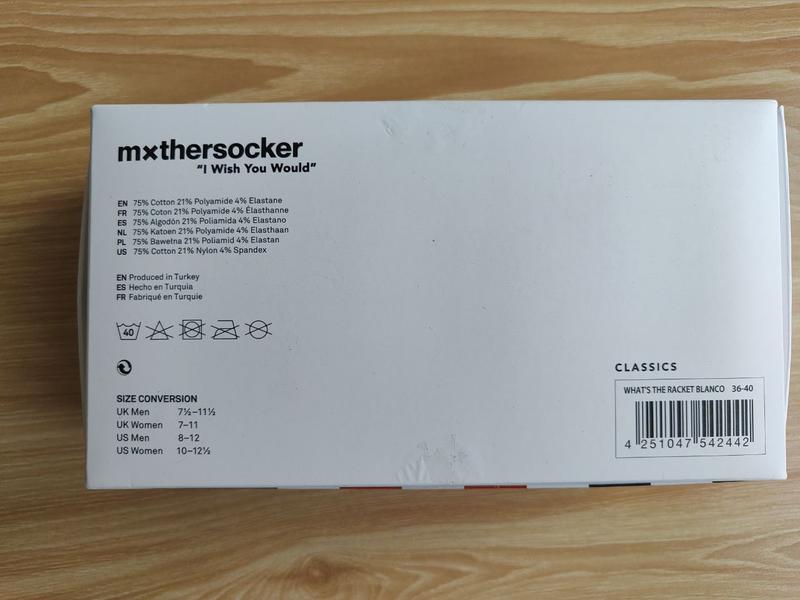 mxthersocker
"I Wish You Would"
EN 75% Cotton 21% Polyamide 4% Elastane
FR 75% Coton 21% Polyamide 4% Élasthanne
ES 75% Algodón 21% Poliamida 4% Elastano
NL 75% Katoen 21% Polyamide 4% Elasthaan
PL 75% Bawełna 21% Poliamid 4% Elastan
US 75% Cotton 21% Nylon 4% Spandex
EN Produced in Turkey
ES Hecho en Turquia
FR Fabriqué en Turquie
40
SIZE CONVERSION
UK Men 7½–11½
UK Women 7–11
US Men 8–12
US Women 10–12½
CLASSICS
WHAT'S THE RACKET BLANCO 36-40
4 251047 542442